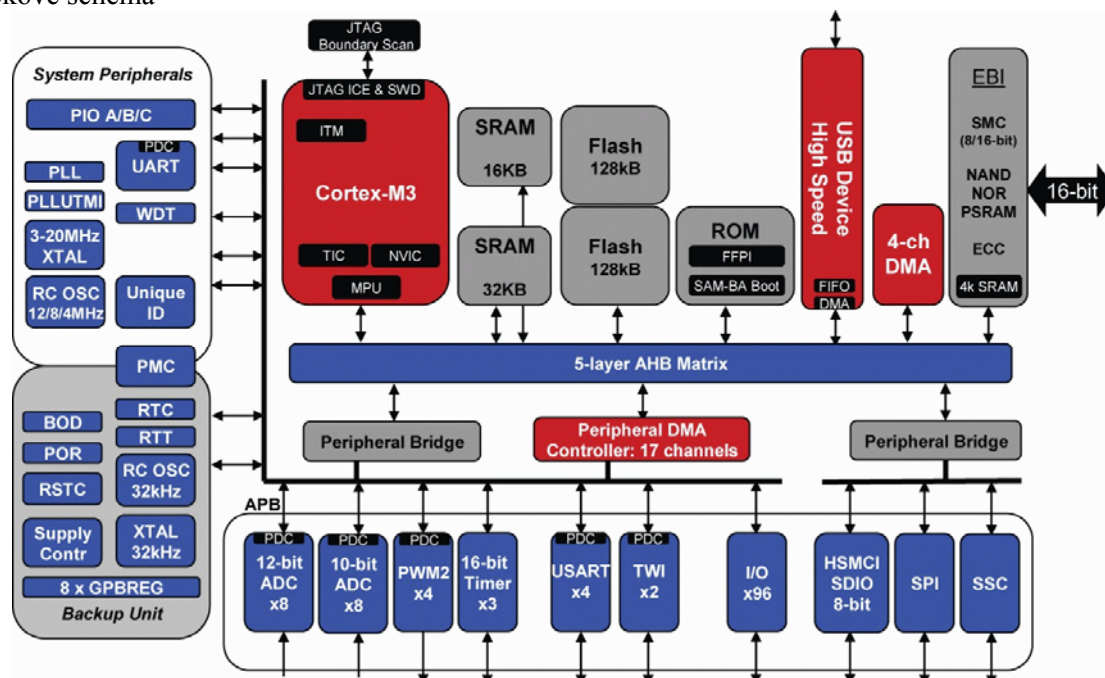 JTAG
Boundary Scan
System Peripherals
PIO A/B/C
PDC
UART
PLL
PLLUTMI
WDT
3-20MHz
XTAL
RC OSC
12/8/4MHz
Unique
ID
PMC
BOD
RTC
POR
RTT
RSTC
RC OSC
32kHz
Supply
Contr
XTAL
32kHz
8 x GPBREG
Backup Unit
JTAG ICE & SWD
ITM
Cortex-M3
TIC
NVIC
MPU
SRAM
16KB
SRAM
32KB
Flash
128kB
Flash
128kB
ROM
FFPI
SAM-BA Boot
USB Device
High Speed
FIFO
DMA
4-ch
DMA
EBI
SMC
(8/16-bit)
NAND
NOR
PSRAM
ECC
4k SRAM
16-bit
5-layer AHB Matrix
Peripheral Bridge
Peripheral DMA
Controller: 17 channels
Peripheral Bridge
APB
PDC
12-bit
ADC
x8
PDC
10-bit
ADC
x8
PDC
PWM2
x4
16-bit
Timer
x3
PDC
USART
x4
PDC
TWI
x2
I/O
x96
HSMCI
SDIO
8-bit
SPI
SSC